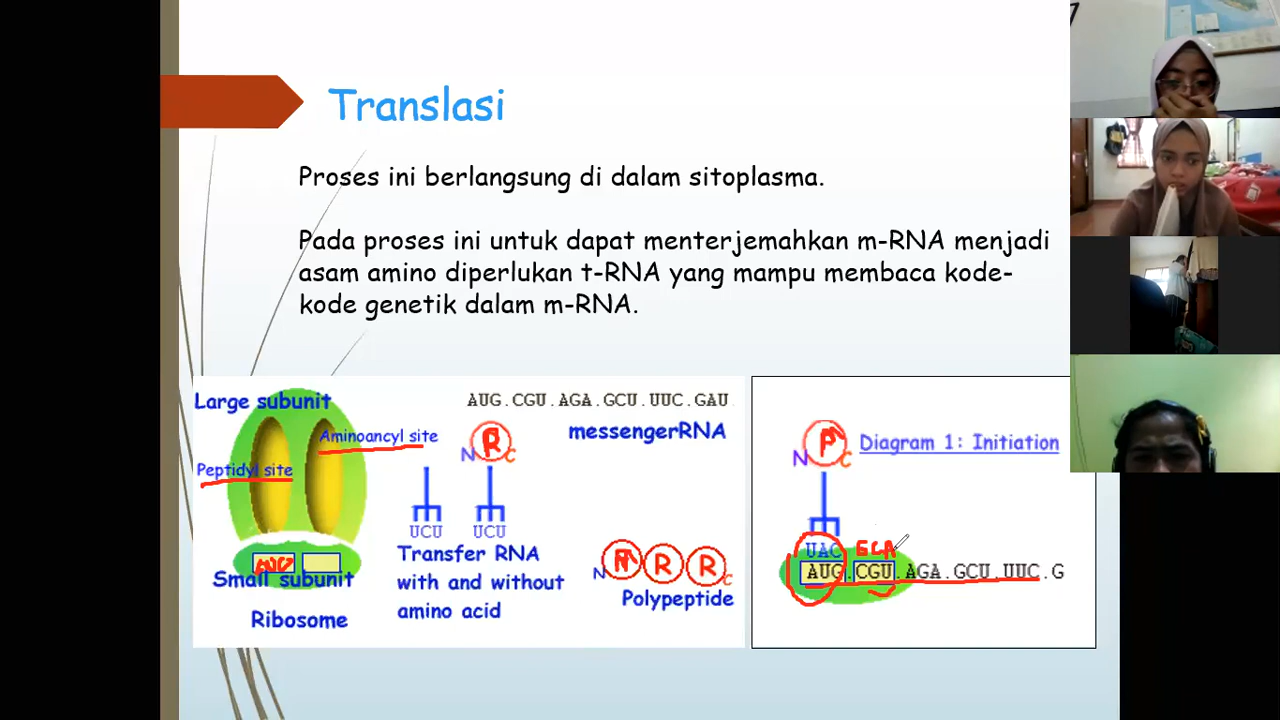 Translasi
Proses ini berlangsung di dalam sitoplasma.
Pada proses ini untuk dapat menterjemahkan m-RNA menjadi
asam amino diperlukan t-RNA yang mampu membaca kode-
kode genetik dalam m-RNA.
Large subunit
Aminoancyl site
Peptidyl site
AUG
Small subunit
Ribosome
AUG.CGU.AGA.GCU.UUC.GAU
messengerRNA
R
N C
UCU UCU
Transfer RNA
with and without
amino acid
N R R C
Polypeptide
Diagram 1: Initiation
N C
UAC GCA
AUG.CGU.AGA.GCU.UUC.G